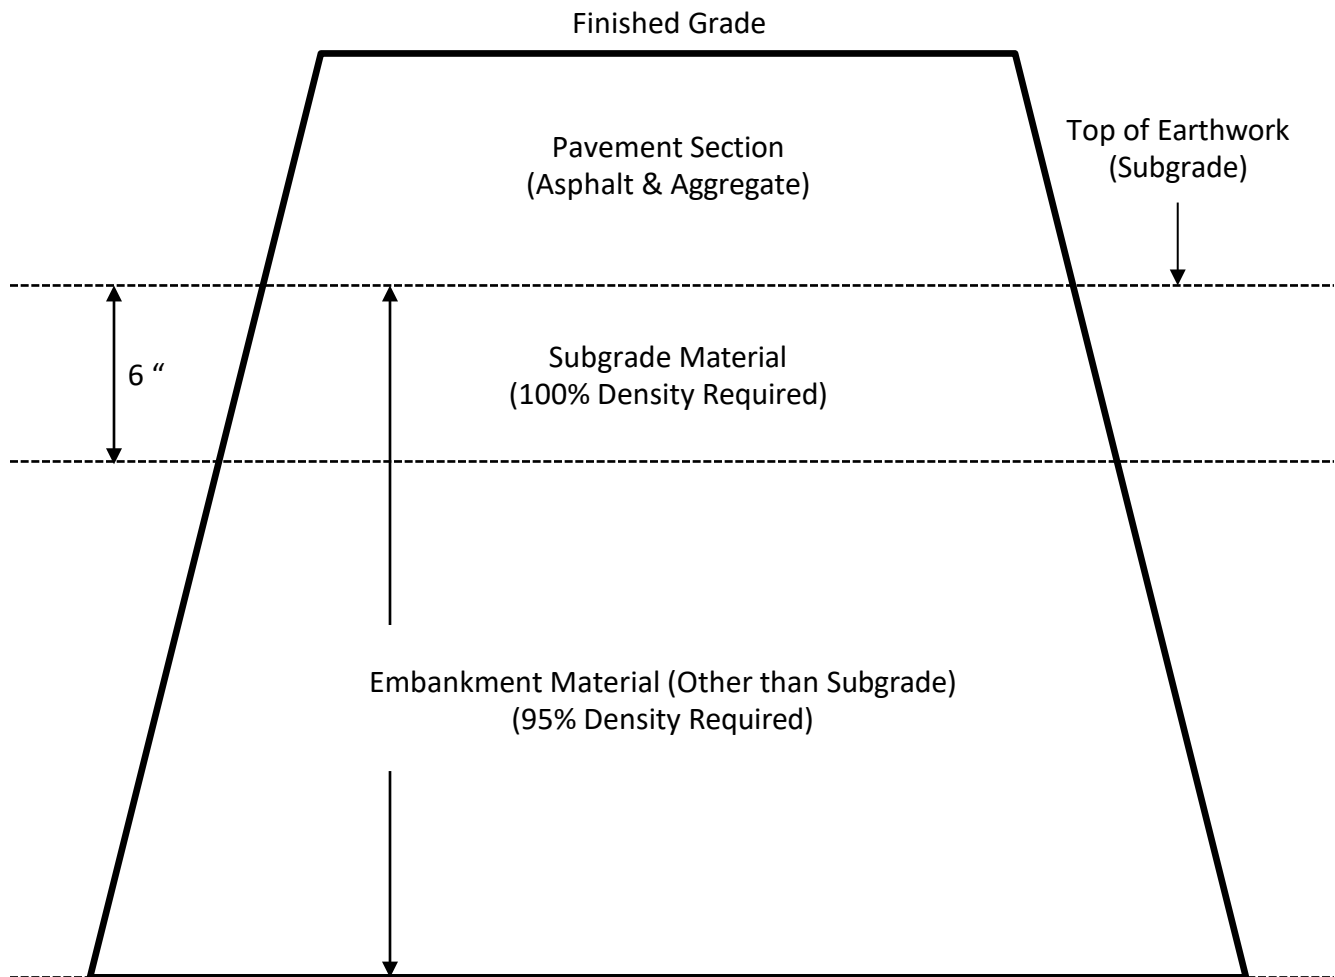 Finished Grade
Pavement Section
(Asphalt & Aggregate)
Top of Earthwork
(Subgrade)
6 “
Subgrade Material
(100% Density Required)
Embankment Material (Other than Subgrade)
(95% Density Required)